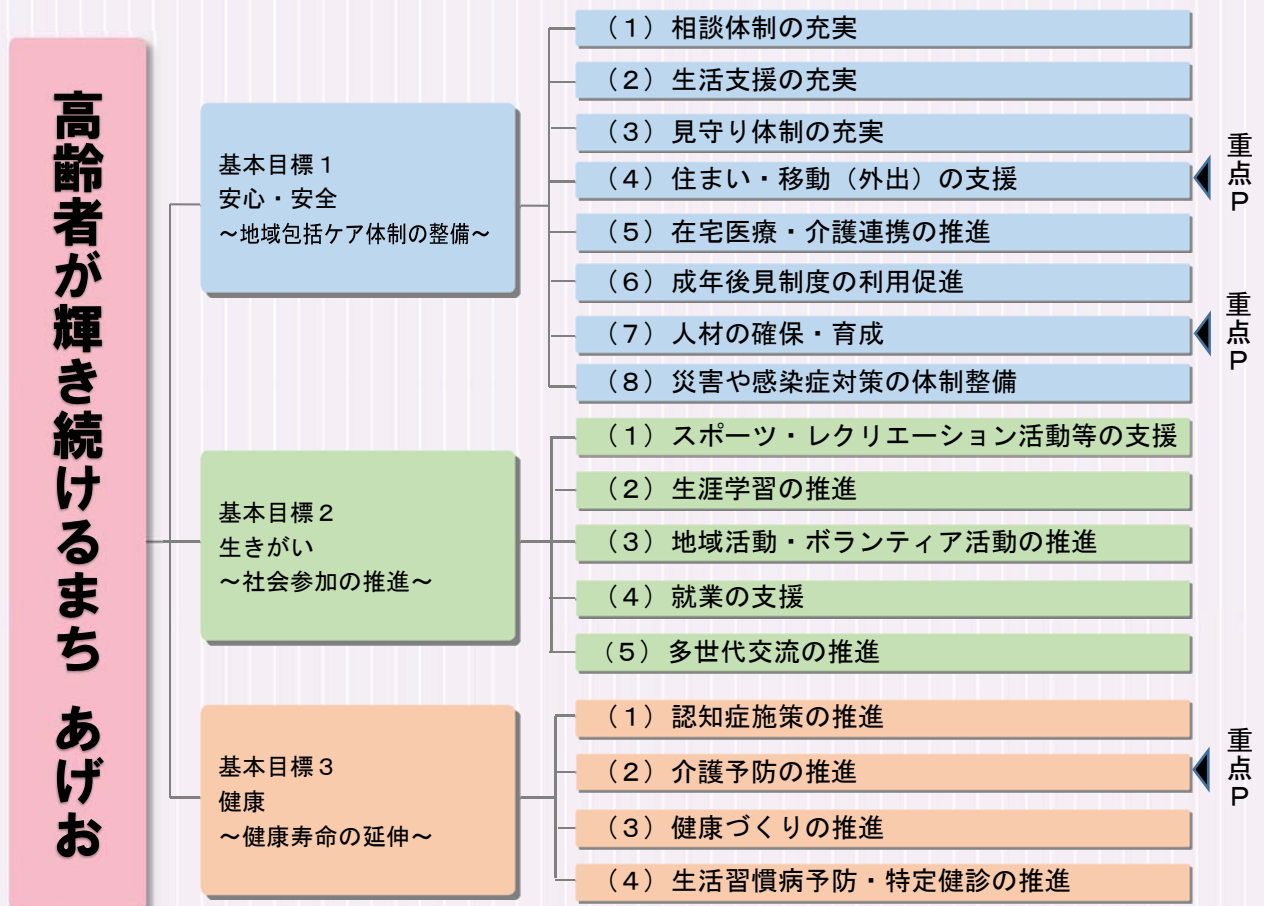 高齢者が輝き続けるまち あげお
基本目標１
安心・安全
～地域包括ケア体制の整備～
（１）相談体制の充実
（２）生活支援の充実
（３）見守り体制の充実
（４）住まい・移動（外出）の支援
重点Ｐ
（５）在宅医療・介護連携の推進
（６）成年後見制度の利用促進
（７）人材の確保・育成
重点Ｐ
（８）災害や感染症対策の体制整備
基本目標２
生きがい
～社会参加の推進～
（１）スポーツ・レクリエーション活動等の支援
（２）生涯学習の推進
（３）地域活動・ボランティア活動の推進
（４）就業の支援
（５）多世代交流の推進
基本目標３
健康
～健康寿命の延伸～
（１）認知症施策の推進
（２）介護予防の推進
重点Ｐ
（３）健康づくりの推進
（４）生活習慣病予防・特定健診の推進